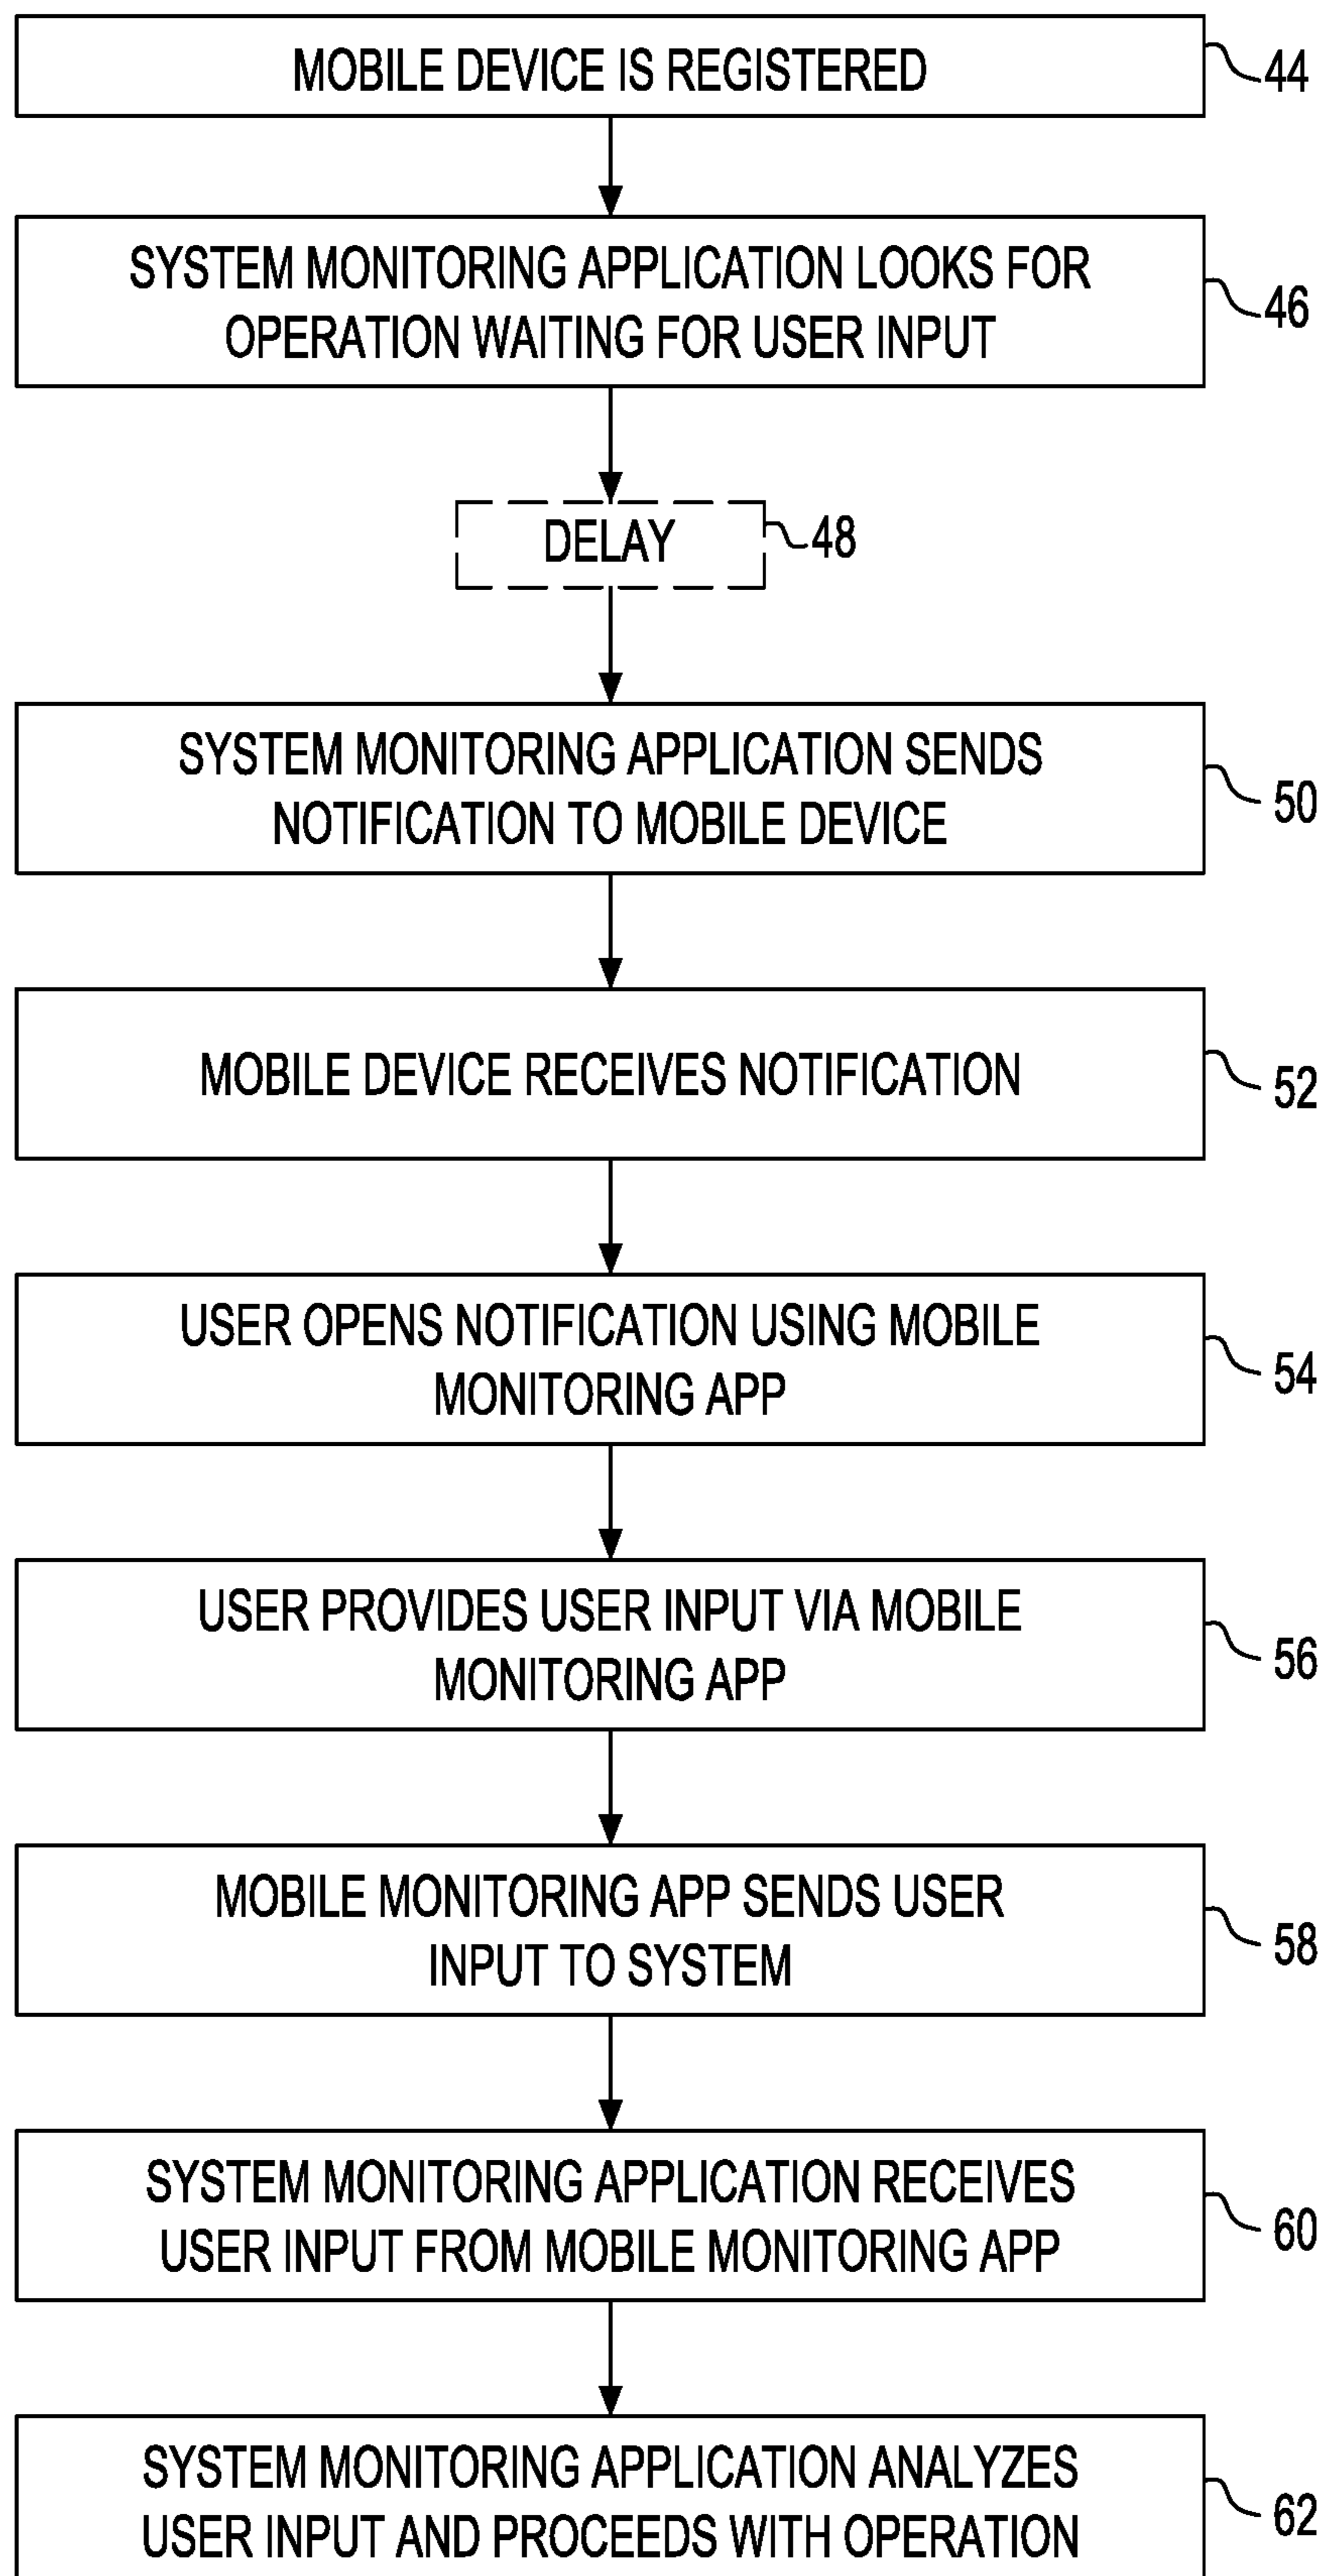 MOBILE DEVICE IS REGISTERED
44
SYSTEM MONITORING APPLICATION LOOKS FOR
OPERATION WAITING FOR USER INPUT
46
DELAY
48
SYSTEM MONITORING APPLICATION SENDS
NOTIFICATION TO MOBILE DEVICE
50
MOBILE DEVICE RECEIVES NOTIFICATION
52
USER OPENS NOTIFICATION USING MOBILE
MONITORING APP
54
USER PROVIDES USER INPUT VIA MOBILE
MONITORING APP
56
MOBILE MONITORING APP SENDS USER
INPUT TO SYSTEM
58
SYSTEM MONITORING APPLICATION RECEIVES
USER INPUT FROM MOBILE MONITORING APP
60
SYSTEM MONITORING APPLICATION ANALYZES
USER INPUT AND PROCEEDS WITH OPERATION
62